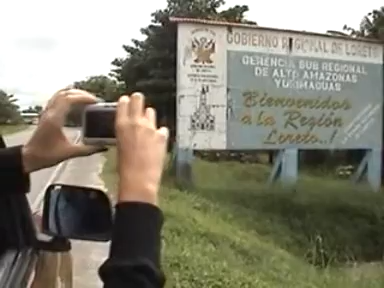 GOBIERNO REGIONAL DE LORETO
GERENCIA SUB REGIONAL
DE ALTO AMAZONAS
YURIMAGUAS
Bienvenidos
a la Región
Loreto..!